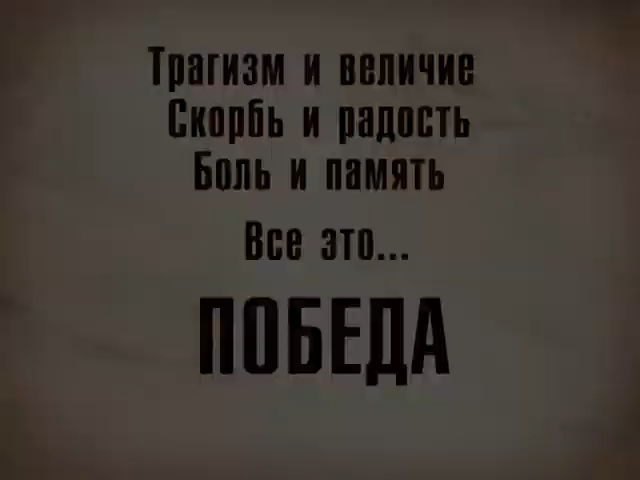 Трагизм и величие
Скорбь и радость
Боль и память
Все это...
ПОБЕДА